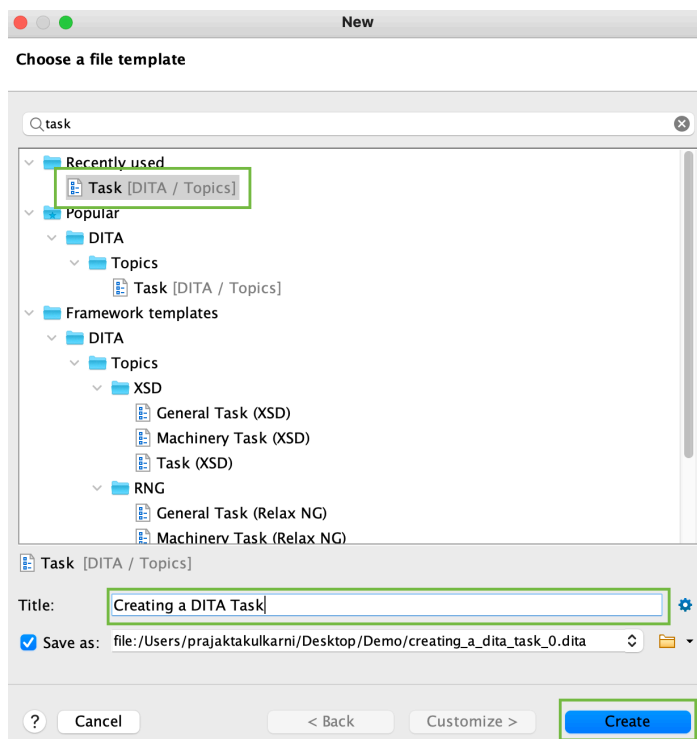 New
Choose a file template
task
Recently used
Task [DITA / Topics]
Popular
DITA
Topics
Task [DITA / Topics]
Framework templates
DITA
Topics
XSD
General Task (XSD)
Machinery Task (XSD)
Task (XSD)
RNG
General Task (Relax NG)
Machinery Task (Relax NG)
Task [DITA / Topics]
Title: Creating a DITA Task
Save as: file:/Users/prajaktakulkarni/Desktop/Demo/creating_a_dita_task_0.dita
? Cancel < Back Customize > Create